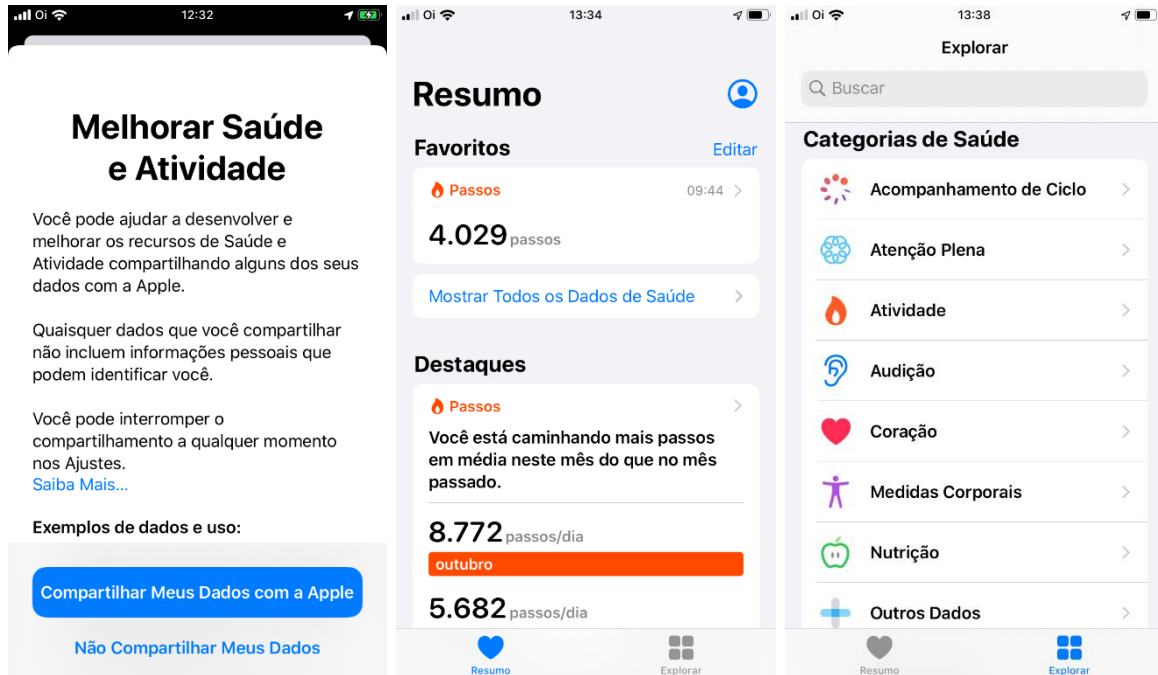 Oi 12:32
Melhorar Saúde
e Atividade
Você pode ajudar a desenvolver e
melhorar os recursos de Saúde e
Atividade compartilhando alguns dos seus
dados com a Apple.
Quaisquer dados que você compartilhar
não incluem informações pessoais que
podem identificar você.
Você pode interromper o
compartilhamento a qualquer momento
nos Ajustes.
Saiba Mais...
Exemplos de dados e uso:
Compartilhar Meus Dados com a Apple
Não Compartilhar Meus Dados
Oi 13:34
Resumo
Favoritos Editar
Passos 09:44
4.029 passos
Mostrar Todos os Dados de Saúde
Destaques
Passos
Você está caminhando mais passos
em média neste mês do que no mês
passado.
8.772 passos/dia
outubro
5.682 passos/dia
Resumo Explorar
Oi 13:38
Explorar
Buscar
Categorias de Saúde
Acompanhamento de Ciclo
Atenção Plena
Atividade
Audição
Coração
Medidas Corporais
Nutrição
Outros Dados
Resumo Explorar